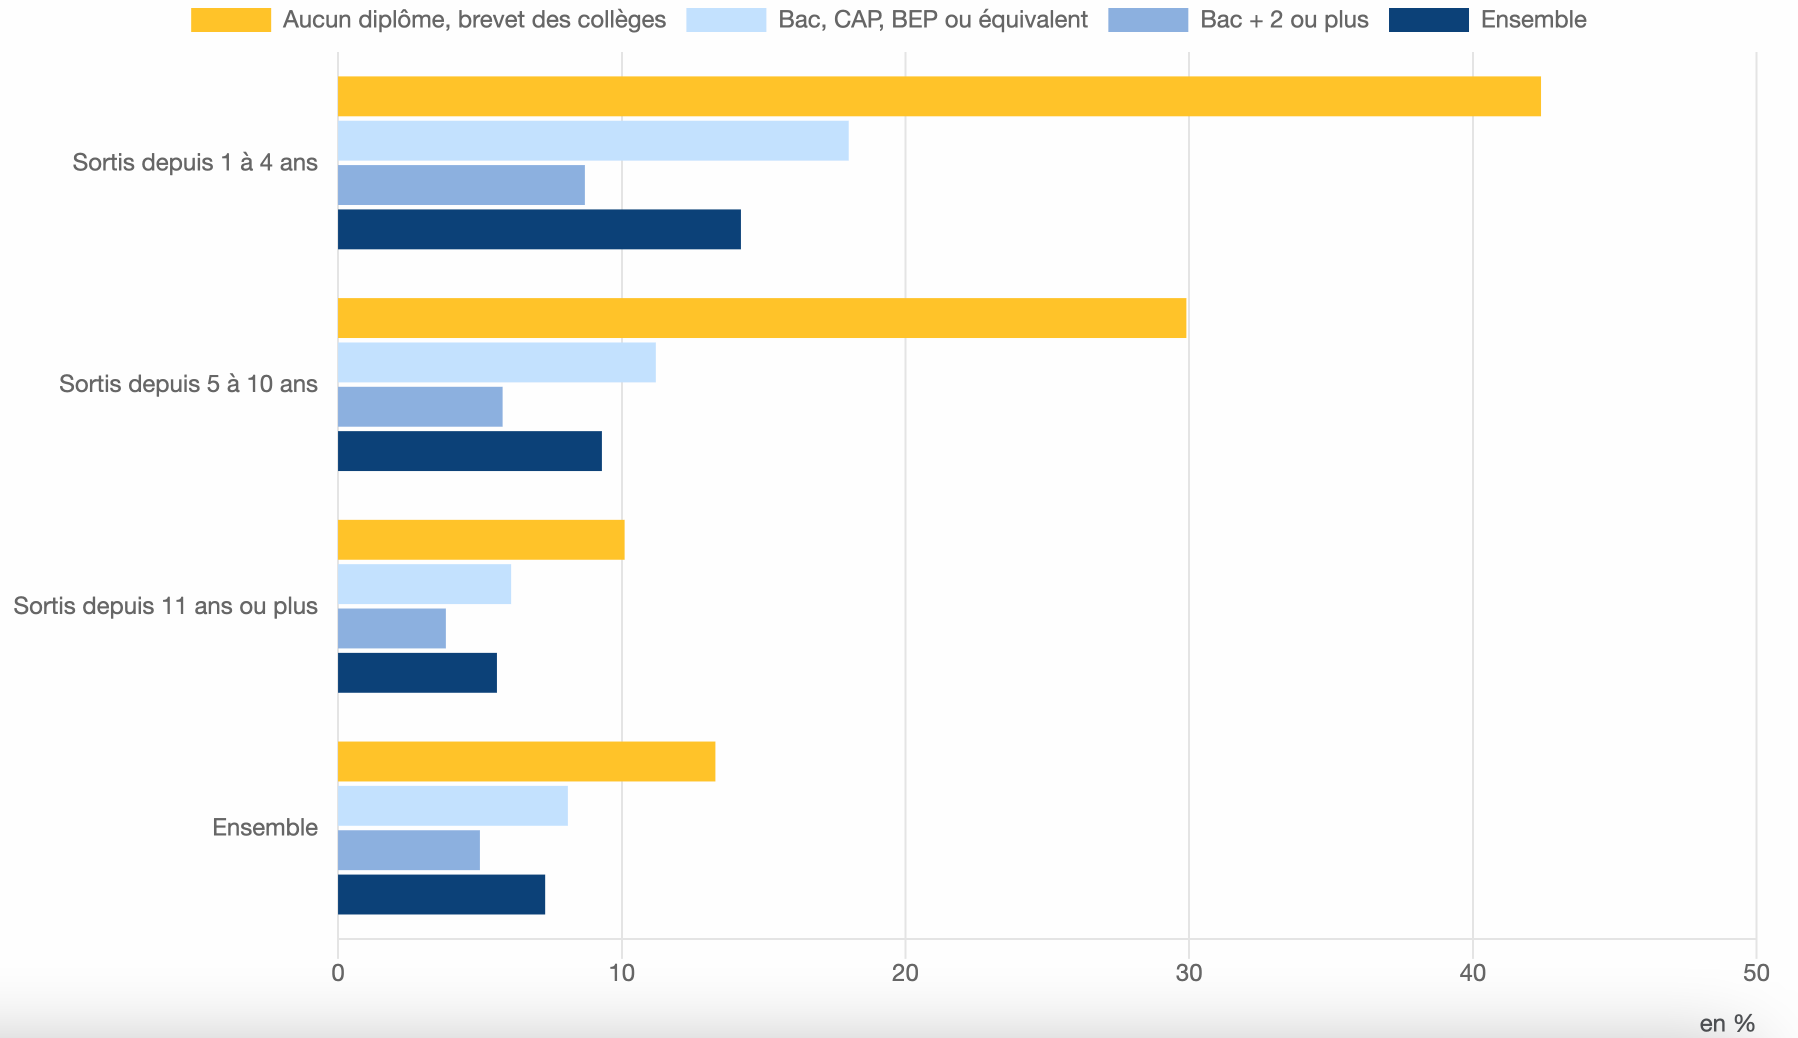 Aucun diplôme, brevet des collèges Bac, CAP, BEP ou équivalent Bac + 2 ou plus Ensemble
Sortis depuis 1 à 4 ans
Sortis depuis 5 à 10 ans
Sortis depuis 11 ans ou plus
Ensemble
0 10 20 30 40 50
en %